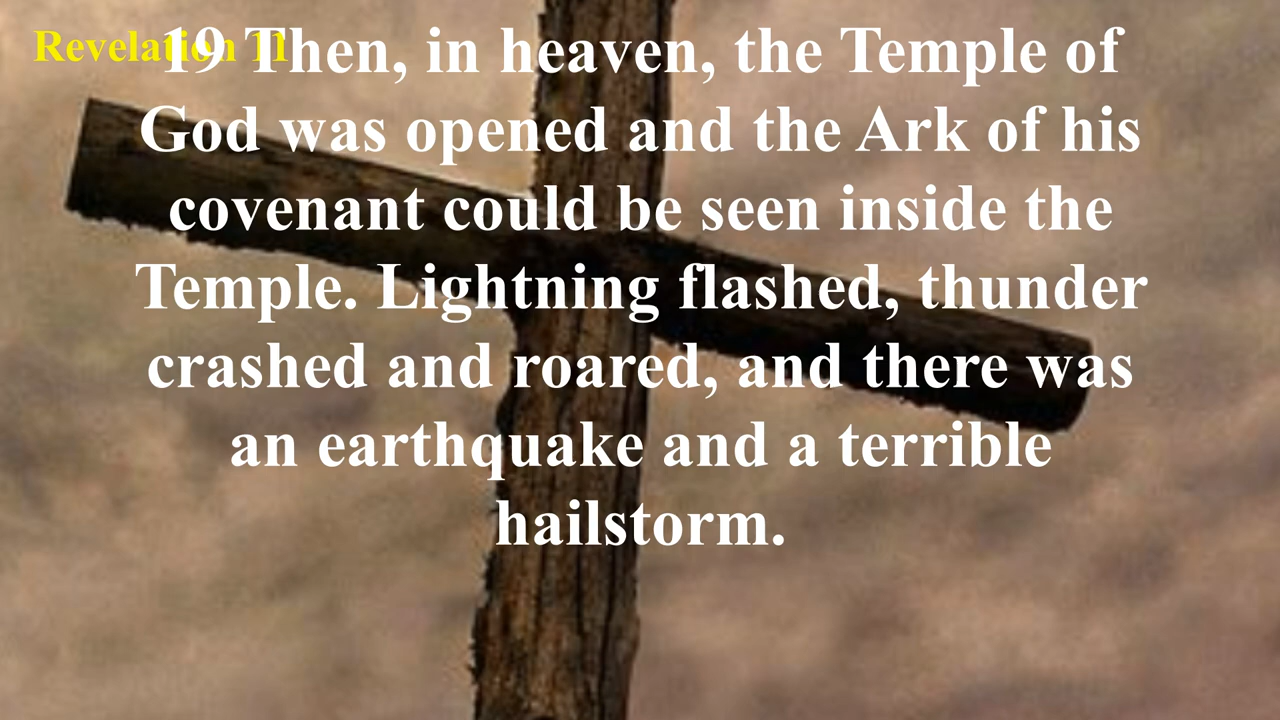 Revelation 11
19 Then, in heaven, the Temple of
God was opened and the Ark of his
covenant could be seen inside the
Temple. Lightning flashed, thunder
crashed and roared, and there was
an earthquake and a terrible
hailstorm.